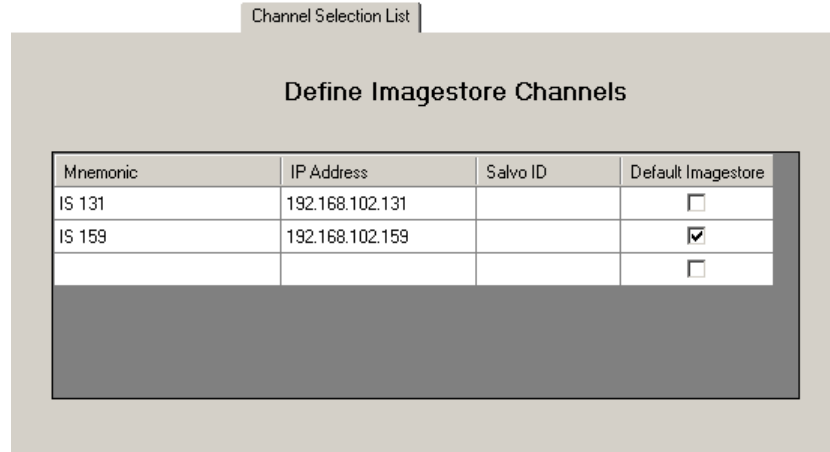 Channel Selection List
Define Imagestore Channels
Mnemonic IP Address Salvo ID Default Imagestore
IS 131 192.168.102.131
IS 159 192.168.102.159